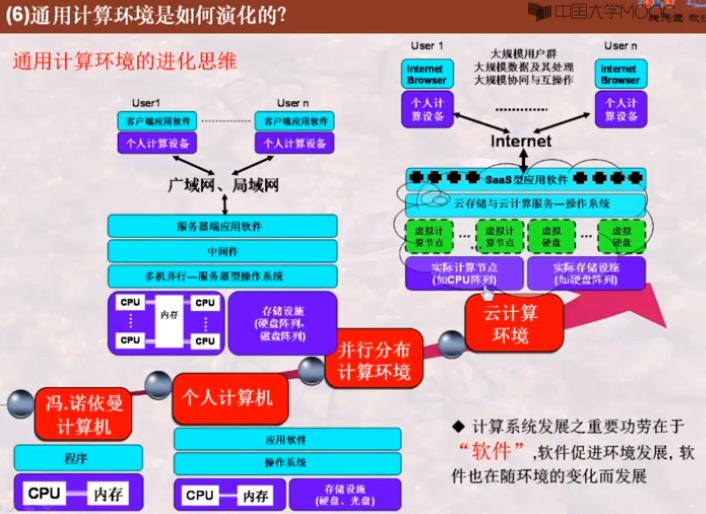 (6)通用计算环境是如何演化的?
中国大学MOOC
通用计算环境的进化思维
User 1
大规模用户群
大规模数据及其处理
大规模协同与互操作
User n
Internet
Browser
个人计
算设备
Internet
Browser
个人计
算设备
Internet
SaaS型应用软件
云存储与云计算服务—操作系统
虚拟计
算节点
...
虚拟计
算节点
虚拟
硬盘
...
虚拟
硬盘
实际计算节点
(如CPU阵列)
实际存储设施
(如硬盘阵列)
User1
User n
客户端应用软件
客户端应用软件
个人计算设备
个人计算设备
广域网、局域网
服务器端应用软件
中间件
多机并行—服务器型操作系统
CPU
内存
CPU
CPU
CPU
存储设施
(硬盘阵列,
磁盘阵列)
云计算
环境
并行分布
计算环境
个人计算机
冯.诺依曼
计算机
程序
CPU
内存
应用软件
操作系统
CPU
内存
存储设施
(硬盘、光盘)
◆ 计算系统发展之重要功劳在于
“软件”,软件促进环境发展, 软
件也在随环境的变化而发展